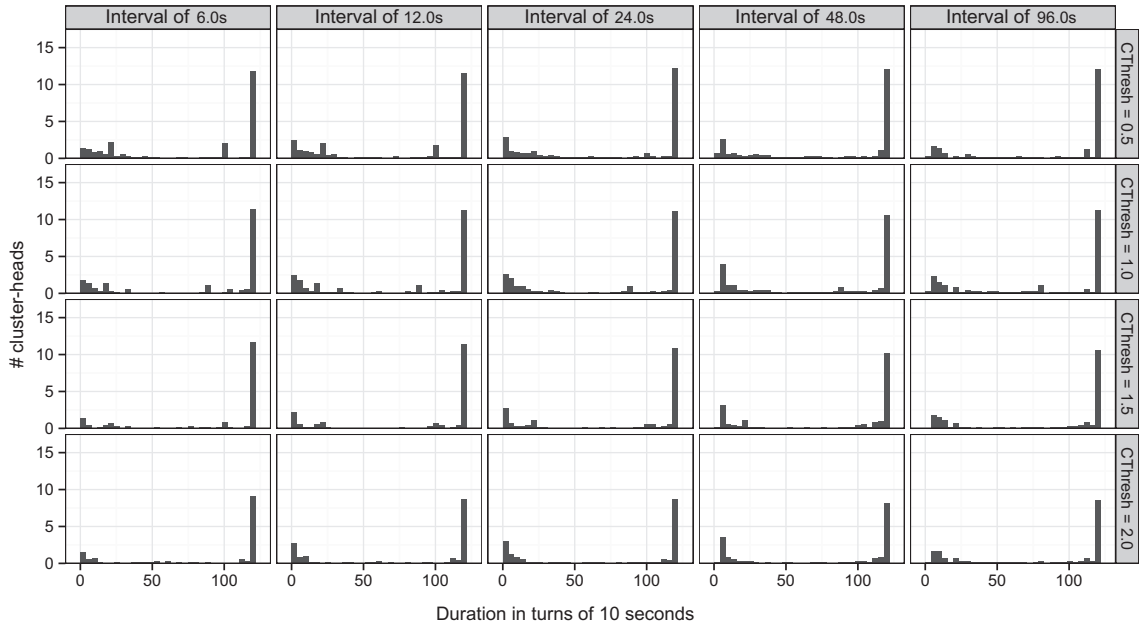 Interval of 6.0s
Interval of 12.0s
Interval of 24.0s
Interval of 48.0s
Interval of 96.0s
15
10
5
0
CThresh = 0.5
15
10
5
0
CThresh = 1.0
# cluster-heads
15
10
5
0
CThresh = 1.5
15
10
5
0
CThresh = 2.0
0 50 100
0 50 100
0 50 100
0 50 100
0 50 100
Duration in turns of 10 seconds